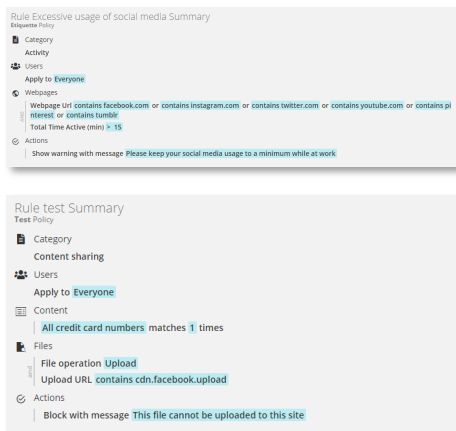 Rule Excessive usage of social media Summary
Etiquette Policy
Category
Activity
Users
Apply to Everyone
Webpages
Webpage Url contains facebook.com or contains instagram.com or contains twitter.com or contains youtube.com or contains pi
nterest or contains tumblr
and
Total Time Active (min) > 15
Actions
Show warning with message Please keep your social media usage to a minimum while at work
Rule test Summary
Test Policy
Category
Content sharing
Users
Apply to Everyone
Content
All credit card numbers matches 1 times
Files
File operation Upload
and
Upload URL contains cdn.facebook.upload
Actions
Block with message This file cannot be uploaded to this site